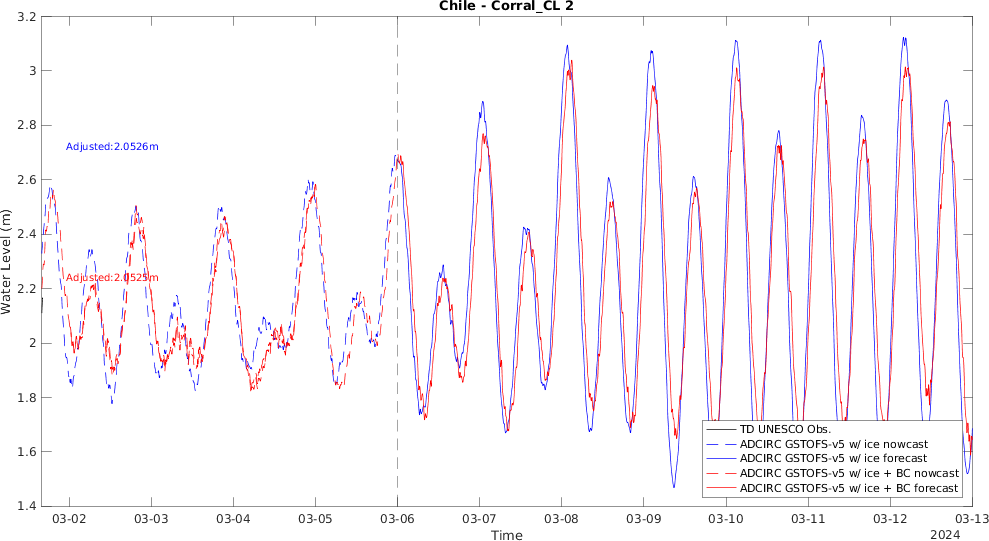 Chile - Corral_CL 2
3.2
3
2.8
2.6
2.4
2.2
2
1.8
1.6
1.4
Water Level (m)
Adjusted:2.0526m
Adjusted:2.0525m
TD UNESCO Obs.
ADCIRC GSTOFS-v5 w/ ice nowcast
ADCIRC GSTOFS-v5 w/ ice forecast
ADCIRC GSTOFS-v5 w/ ice + BC nowcast
ADCIRC GSTOFS-v5 w/ ice + BC forecast
03-02 03-03 03-04 03-05 03-06 03-07 03-08 03-09 03-10 03-11 03-12 03-13
Time
2024